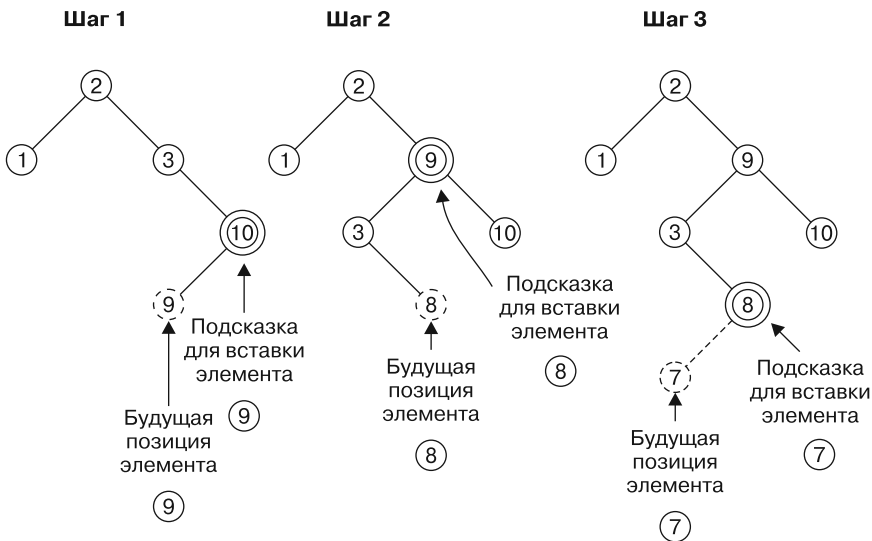 Шаг 1
2
1
3
10
9
Подсказка
для вставки
элемента
9
Будущая
позиция
элемента
9
Шаг 2
2
1
9
3
10
8
Подсказка
для вставки
элемента
8
Будущая
позиция
элемента
8
Шаг 3
2
1
9
3
10
8
7
Подсказка
для вставки
элемента
7
Будущая
позиция
элемента
7